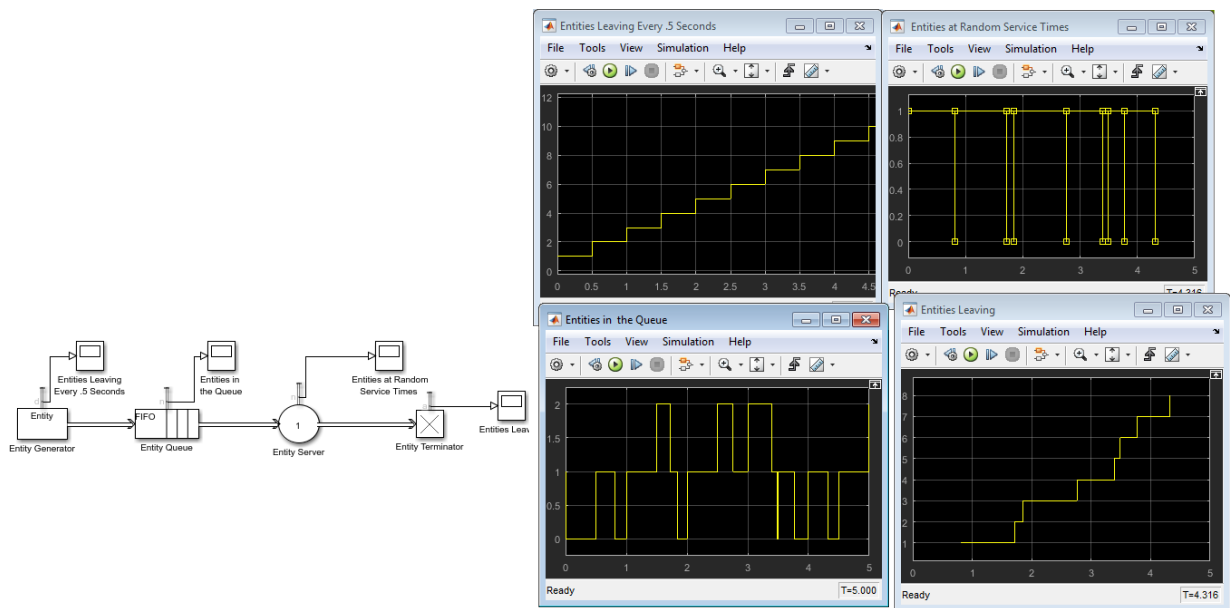 Entities Leaving
Every .5 Seconds
Entities in
the Queue
Entities at Random
Service Times
Entities Leav
d
n
n
a
Entity
FIFO
1
Entity Generator
Entity Queue
Entity Server
Entity Terminator
Entities Leaving Every .5 Seconds
File Tools View Simulation Help
12
10
8
6
4
2
0
0 0.5 1 1.5 2 2.5 3 3.5 4 4.5
Entities at Random Service Times
File Tools View Simulation Help
1
0.8
0.6
0.4
0.2
0
0 1 2 3 4 5
Ready T=4.316
Entities in the Queue
File Tools View Simulation Help
2
1.5
1
0.5
0
0 1 2 3 4 5
Ready T=5.000
Entities Leaving
File Tools View Simulation Help
8
7
6
5
4
3
2
1
0 1 2 3 4 5
Ready T=4.316